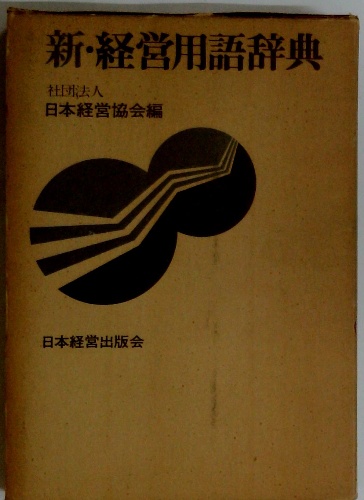 新・経営用語辞典
社団法人
日本経営協会編
日本経営出版会